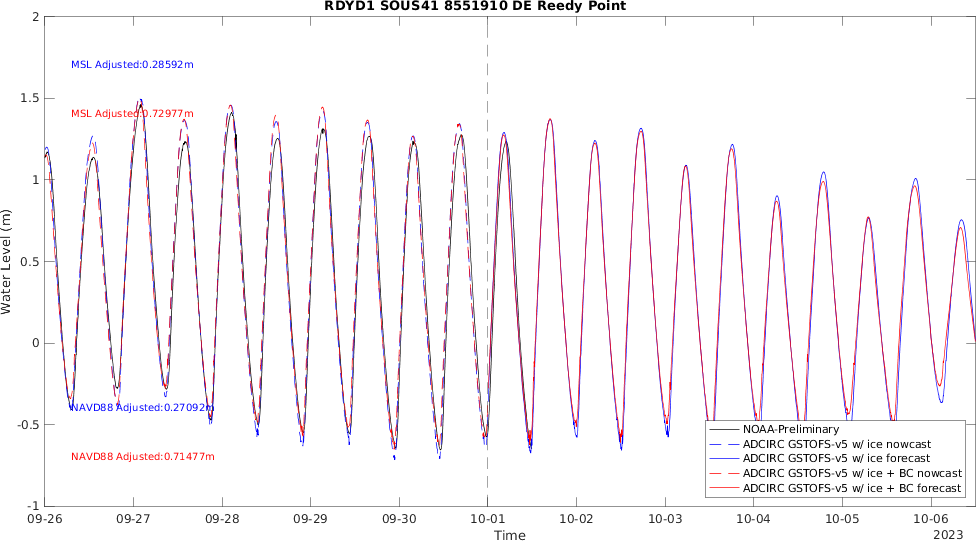 RDYD1 SOUS41 8551910 DE Reedy Point
2
1.5
1
0.5
0
-0.5
-1
Water Level (m)
MSL Adjusted:0.28592m
MSL Adjusted:0.72977m
NAVD88 Adjusted:0.27092m
NAVD88 Adjusted:0.71477m
NOAA-Preliminary
ADCIRC GSTOFS-v5 w/ ice nowcast
ADCIRC GSTOFS-v5 w/ ice forecast
ADCIRC GSTOFS-v5 w/ ice + BC nowcast
ADCIRC GSTOFS-v5 w/ ice + BC forecast
09-26 09-27 09-28 09-29 09-30 10-01 10-02 10-03 10-04 10-05 10-06
Time
2023